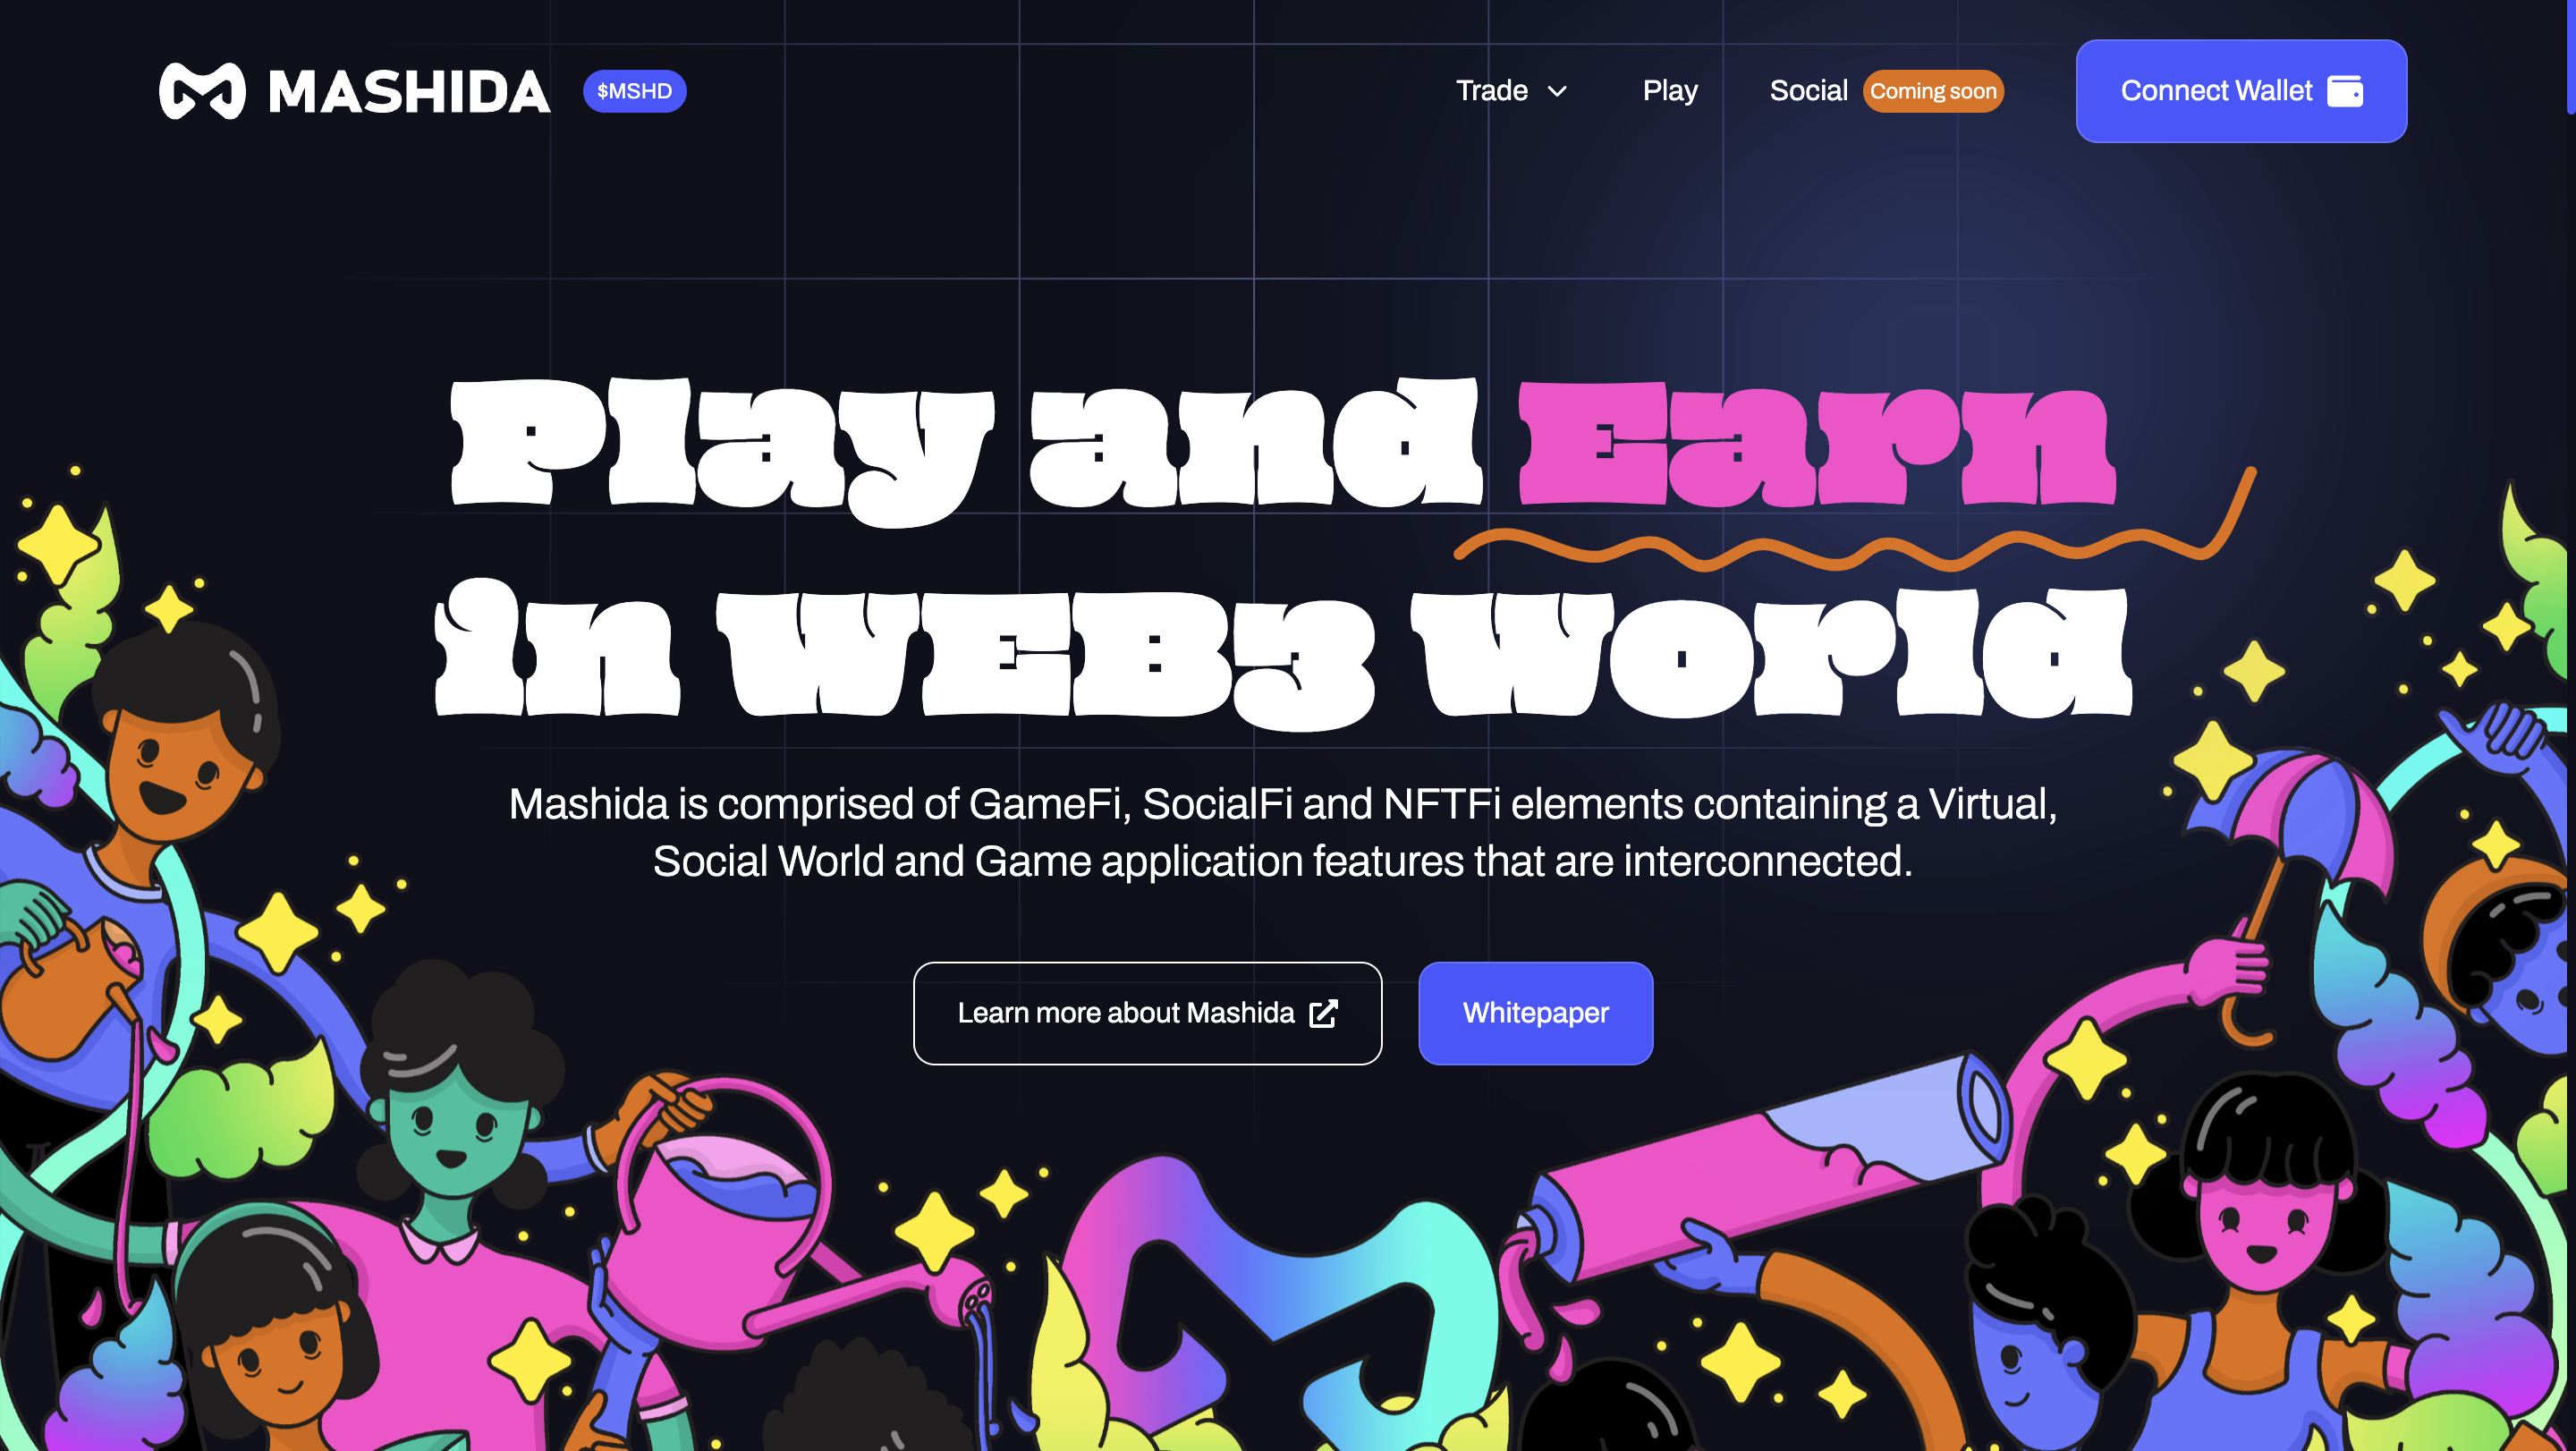 MASHIDA
$MSHD
Trade
Play
Social
Coming soon
Connect Wallet
Play and Earn
in WEB3 World
Mashida is comprised of GameFi, SocialFi and NFTFi elements containing a Virtual,
Social World and Game application features that are interconnected.
Learn more about Mashida
Whitepaper